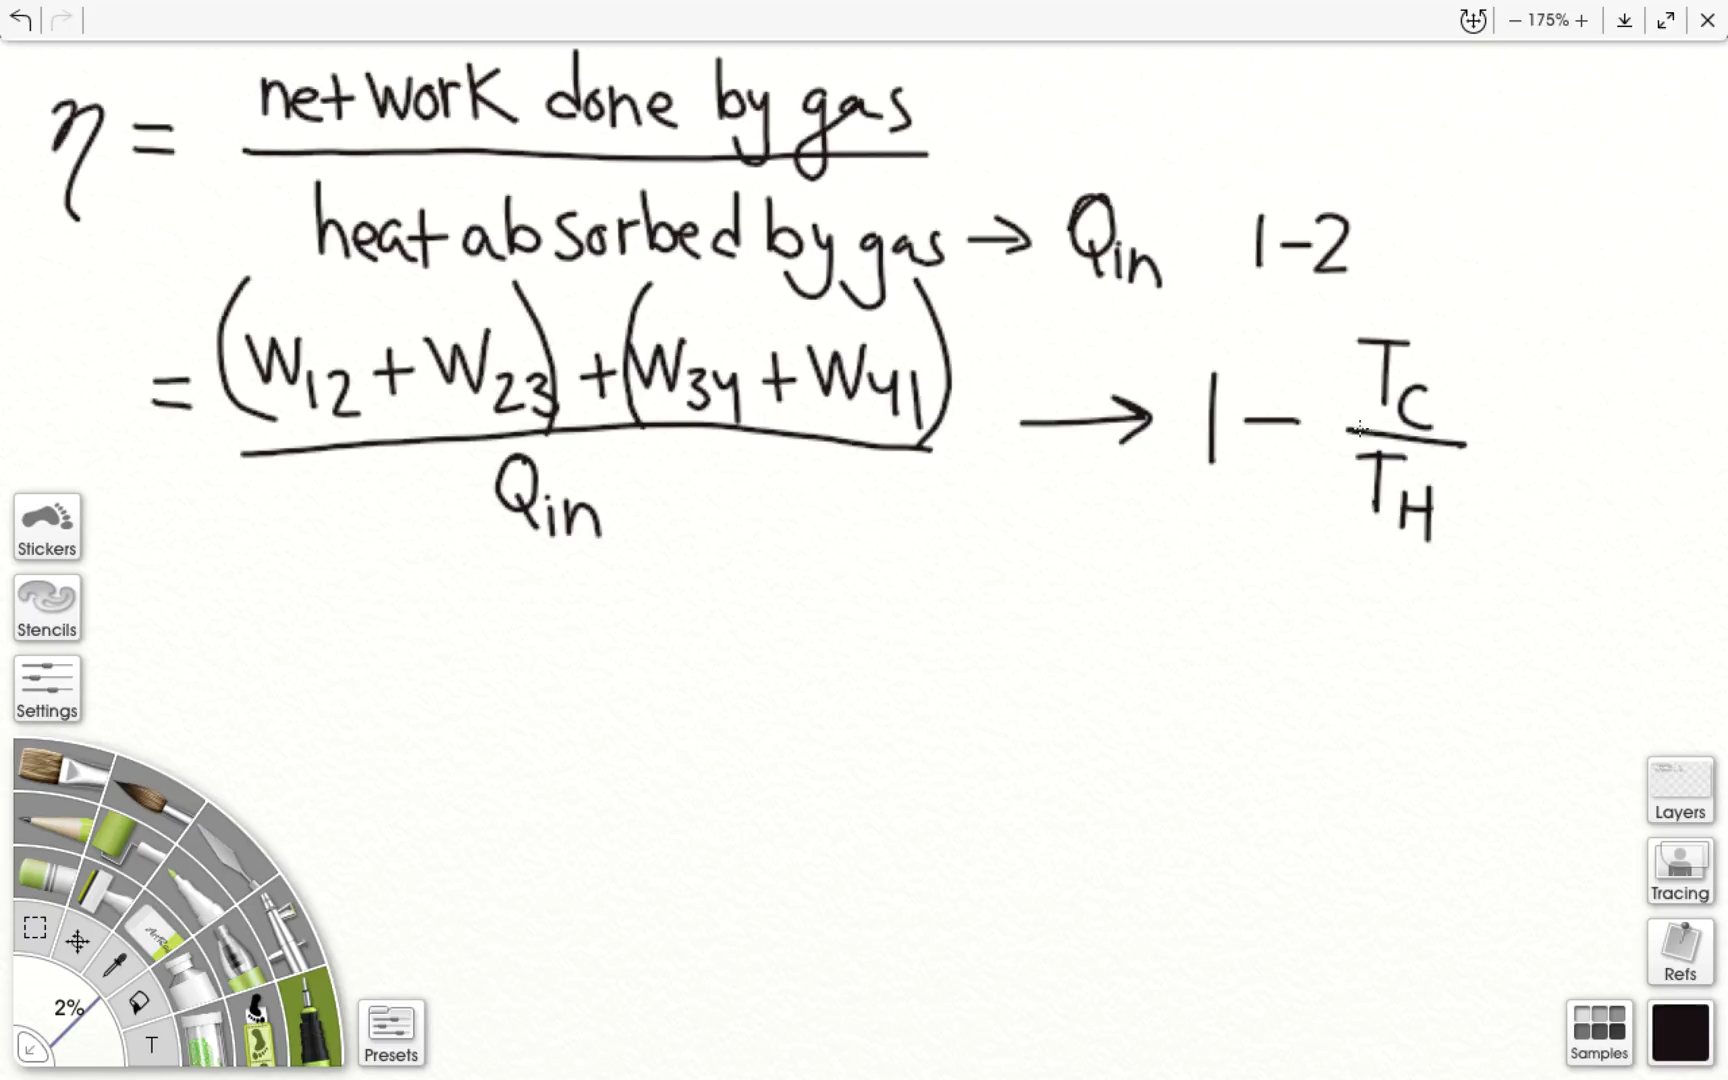 175%
η = net work done by gas
heat absorbed by gas → Qin 1-2
= (W12 + W23) + (W34 + W41) → 1 - TC
Qin TH
Stickers
Stencils
Settings
2%
T
Presets
Layers
Tracing
Refs
Samples